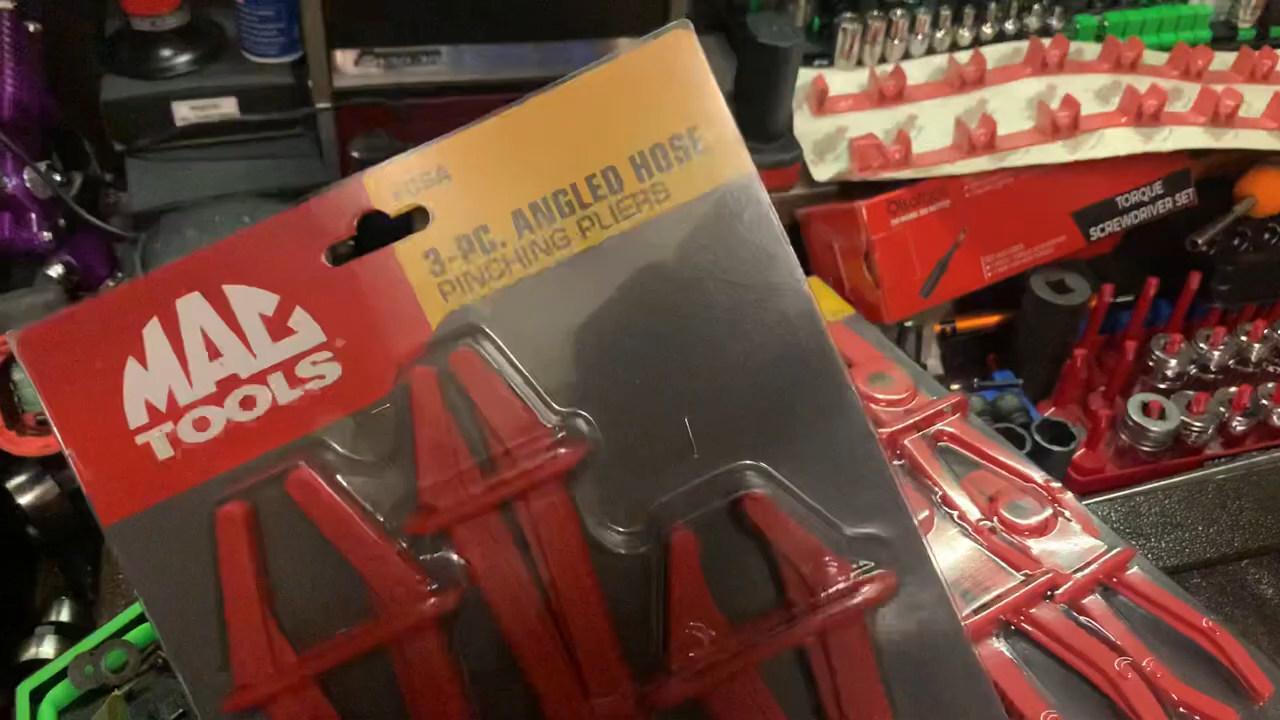 3-PC. ANGLED HOSE
PINCHING PLIERS
MAC
TOOLS
TORQUE
SCREWDRIVER SET